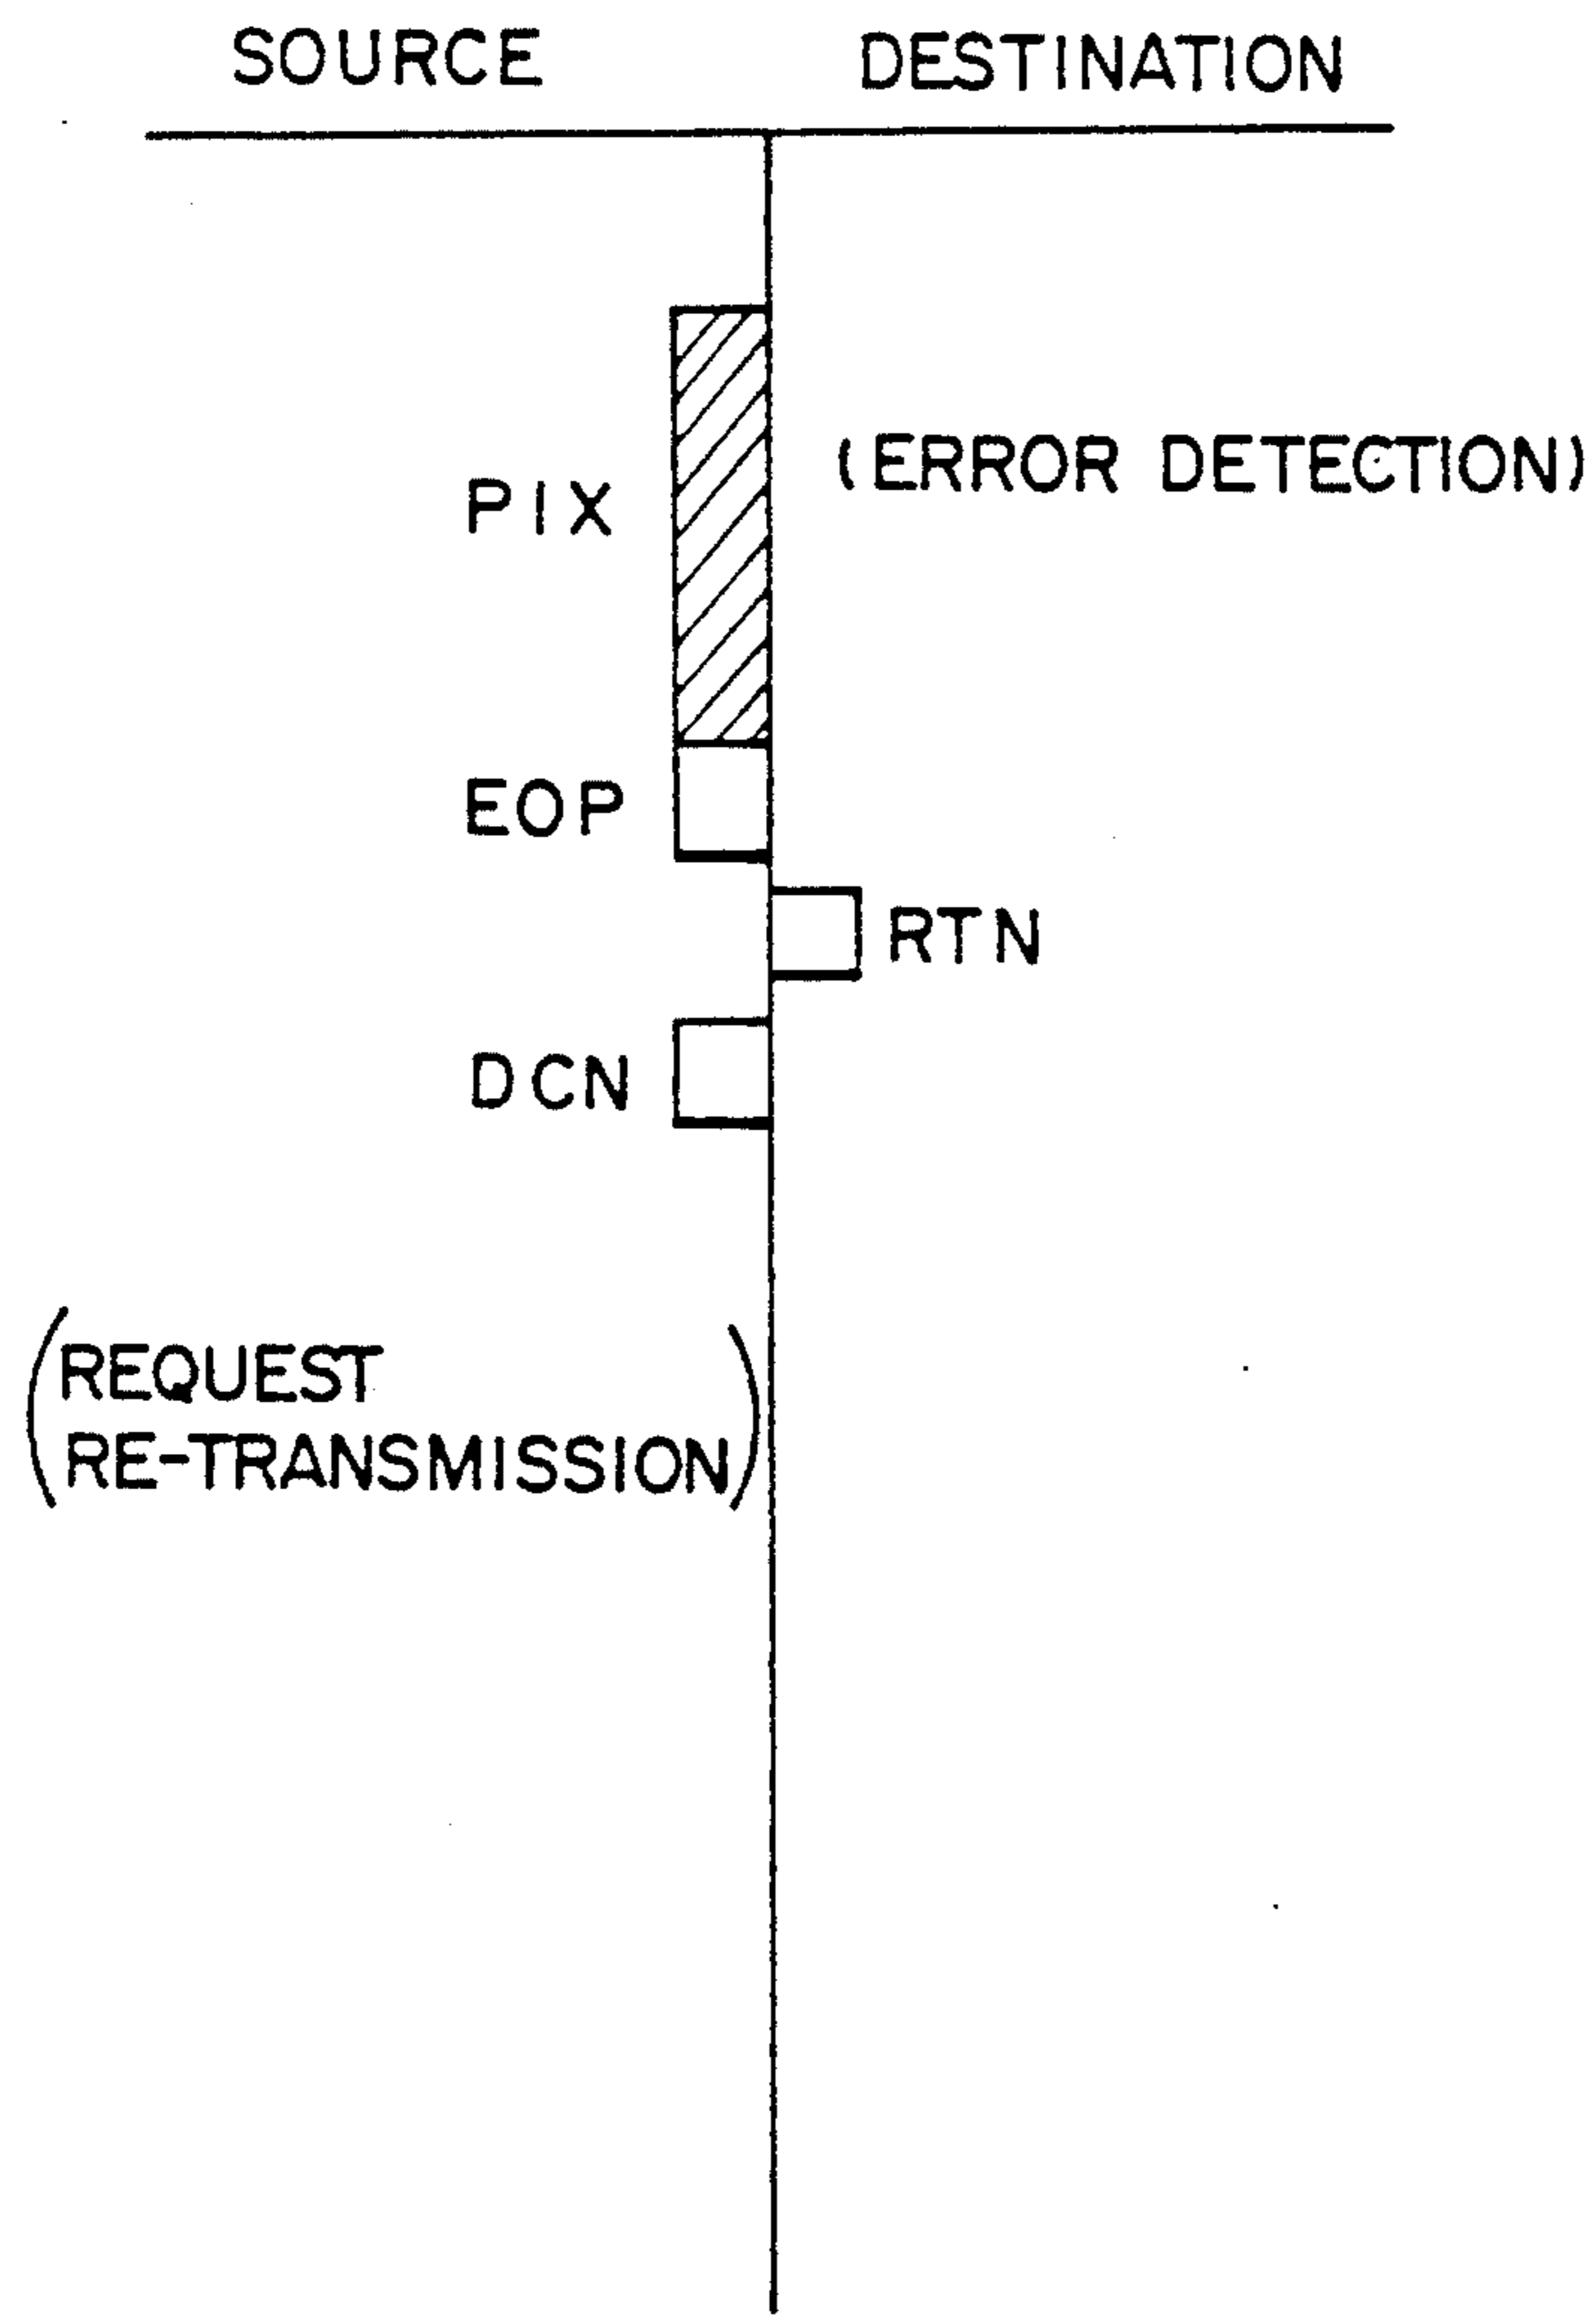 SOURCE DESTINATION
(ERROR DETECTION)
PIX
EOP
RTN
DCN
(REQUEST
RE-TRANSMISSION)